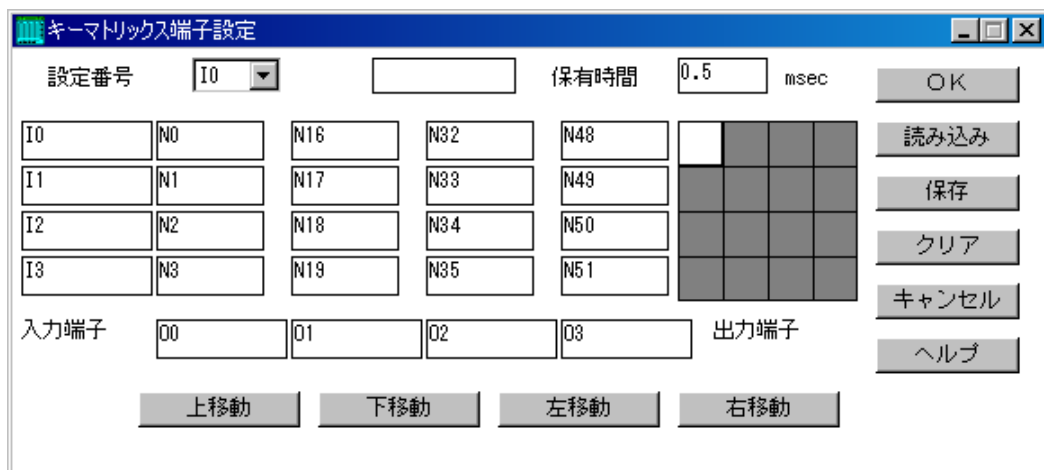 キーマトリックス端子設定
設定番号 I0 保有時間 0.5 msec OK
I0 N0 N16 N32 N48 読み込み
I1 N1 N17 N33 N49 保存
I2 N2 N18 N34 N50 クリア
I3 N3 N19 N35 N51 キャンセル
入力端子 O0 O1 O2 O3 出力端子 ヘルプ
上移動 下移動 左移動 右移動